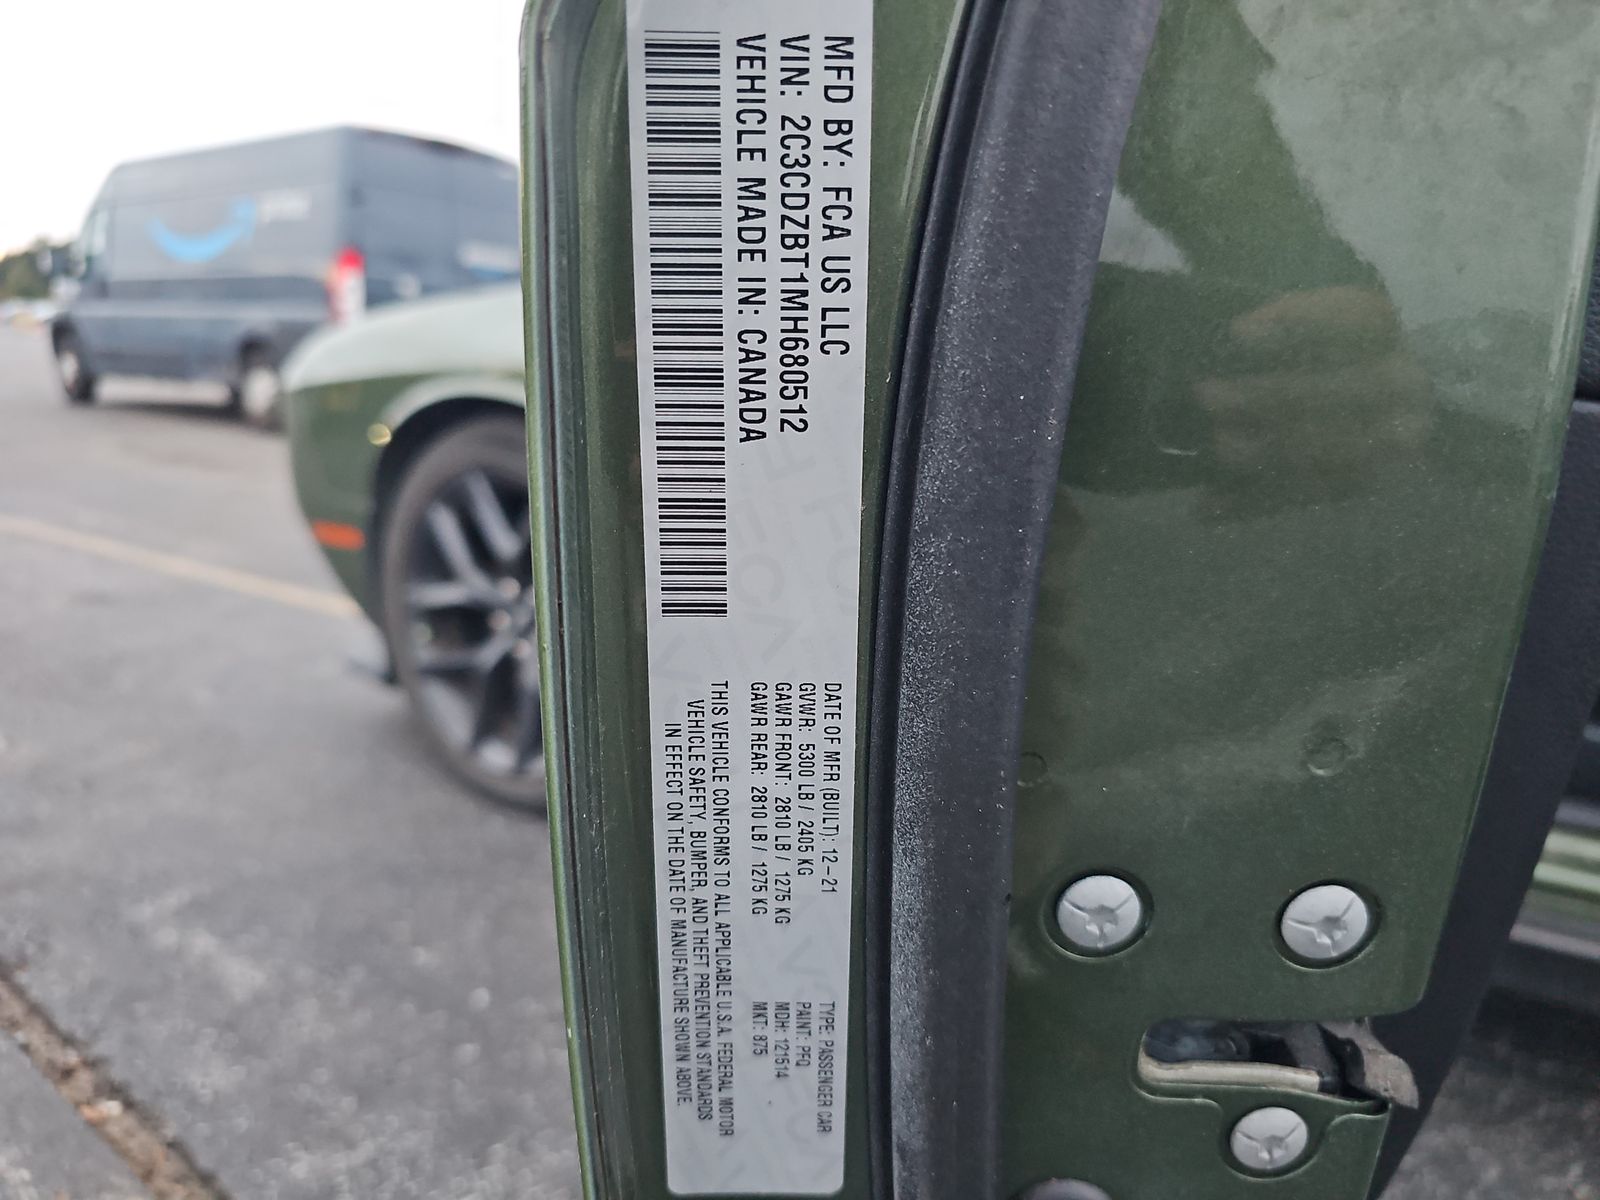 MFD BY: FCA US LLC
VIN: 2C3CDZBT1MH680512
VEHICLE MADE IN: CANADA
DATE OF MFR (BUILT): 12-21
GVWR: 5300 LB / 2405 KG
GAWR FRONT: 2810 LB / 1275 KG
GAWR REAR: 2810 LB / 1275 KG
TYPE: PASSENGER CAR
PAINT: PFQ
MDH: 121514
MKT: 875
THIS VEHICLE CONFORMS TO ALL APPLICABLE U.S.A. FEDERAL MOTOR
VEHICLE SAFETY, BUMPER, AND THEFT PREVENTION STANDARDS
IN EFFECT ON THE DATE OF MANUFACTURE SHOWN ABOVE.